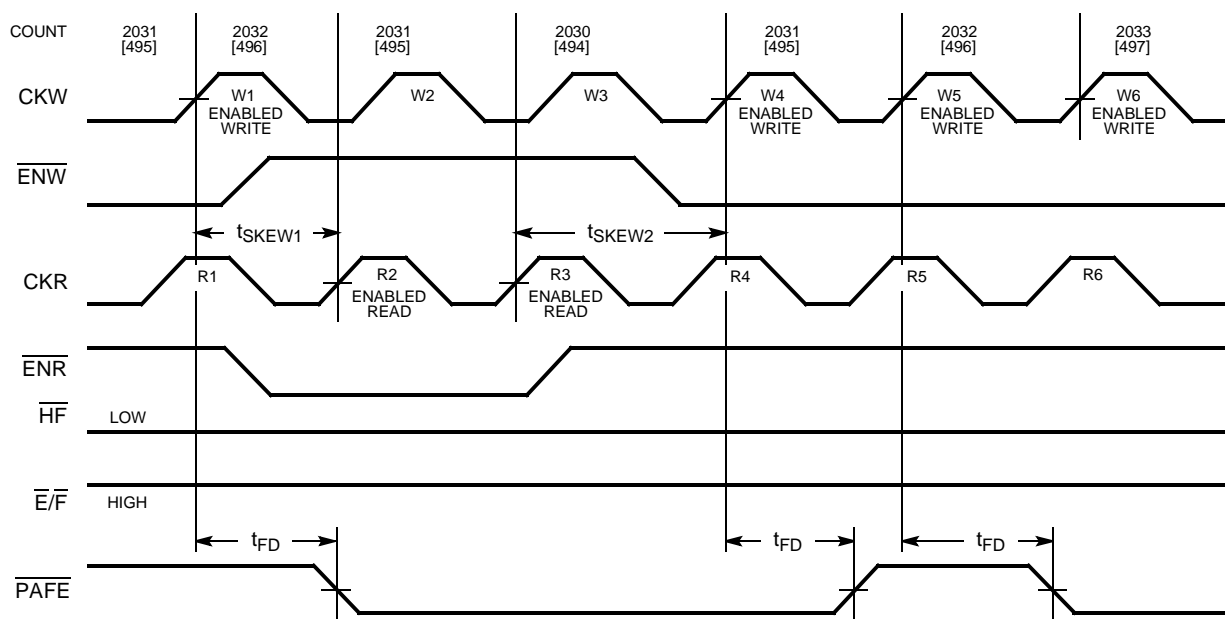 COUNT 2031 2032 2031 2030 2031 2032 2033
[495] [496] [495] [494] [495] [496] [497]
CKW W1 W2 W3 W4 W5 W6
ENABLED ENABLED ENABLED ENABLED
WRITE WRITE WRITE WRITE
ENW
tSKEW1 tSKEW2
CKR R1 R2 R3 R4 R5 R6
ENABLED ENABLED
READ READ
ENR
HF LOW
E/F HIGH
tFD tFD tFD
PAFE